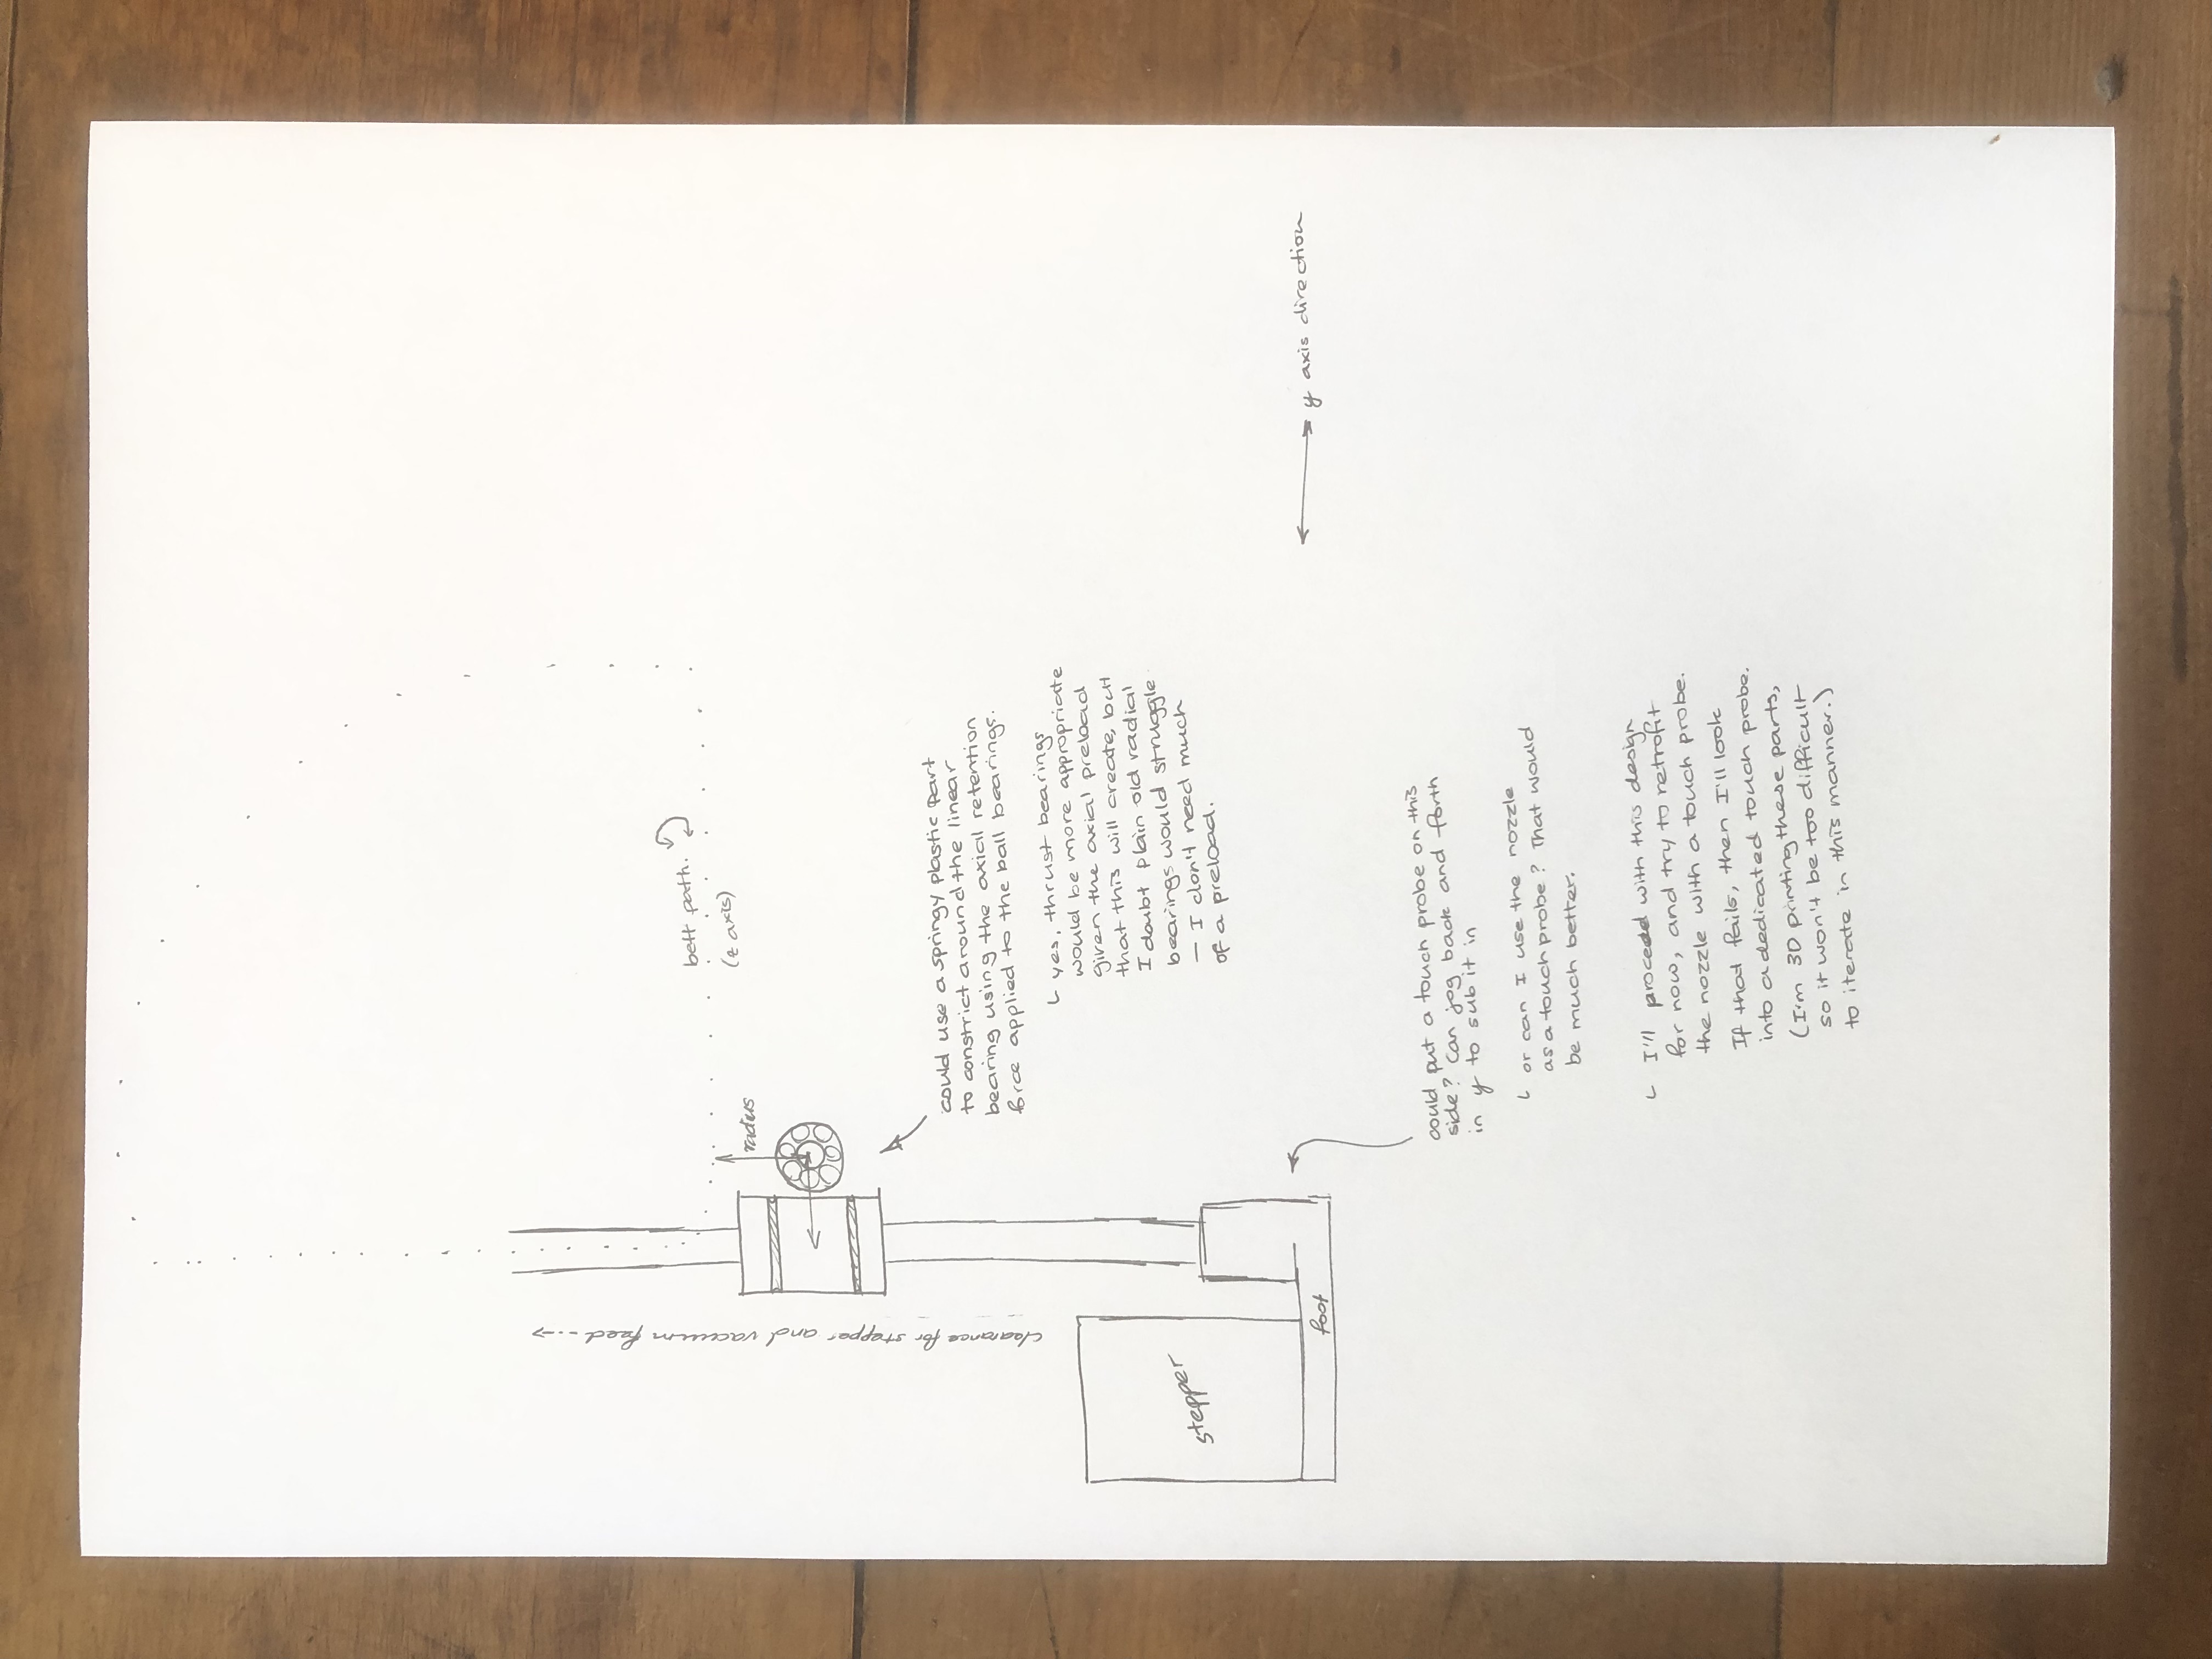 clearance for stepper and vacuum feed --->
belt path.
(z axis)
radius
could use a springy plastic part
to constrict around the linear
bearing using the axial retention
force applied to the ball bearings.
↳ yes, thrust bearings
would be more appropriate
given the axial preload
that this will create, but
I doubt plain old radial
bearings would struggle
— I don't need much
of a preload.
stepper
foot
y axis direction
could put a touch probe on this
side? Can jog back and forth
in y to sub it in
↳ or can I use the nozzle
as a touch probe? That would
be much better.
↳ I'll proceed with this design
for now, and try to retrofit
the nozzle with a touch probe.
If that fails, then I'll look
into a dedicated touch probe.
(I'm 3D printing these parts,
so it won't be too difficult
to iterate in this manner.)